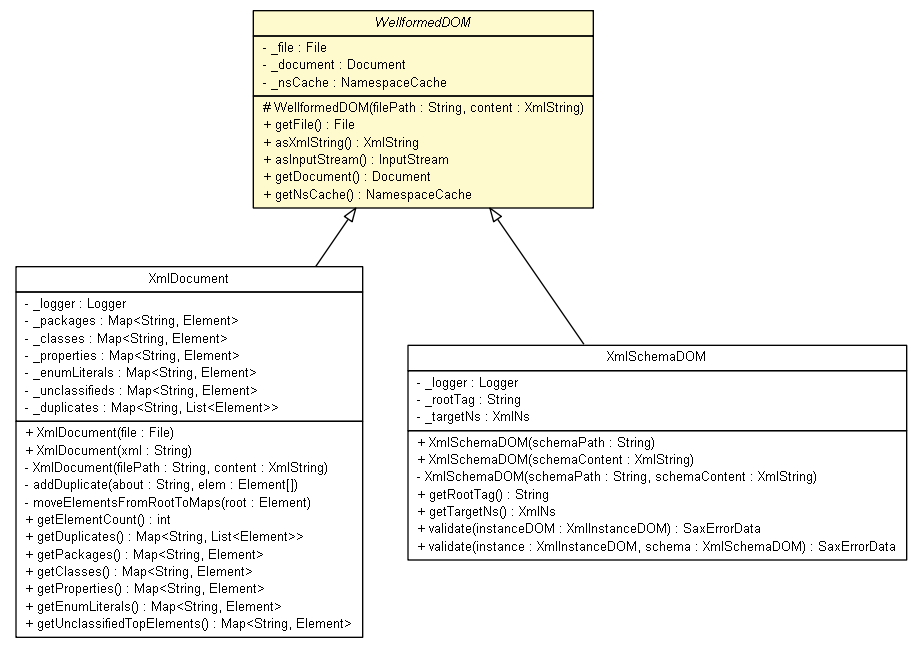 WellformedDOM
- _file : File
- _document : Document
- _nsCache : NamespaceCache
# WellformedDOM(filePath : String, content : XmlString)
+ getFile() : File
+ asXmlString() : XmlString
+ asInputStream() : InputStream
+ getDocument() : Document
+ getNsCache() : NamespaceCache
XmlDocument
- _logger : Logger
- _packages : Map<String, Element>
- _classes : Map<String, Element>
- _properties : Map<String, Element>
- _enumLiterals : Map<String, Element>
- _unclassifieds : Map<String, Element>
- _duplicates : Map<String, List<Element>>
+ XmlDocument(file : File)
+ XmlDocument(xml : String)
- XmlDocument(filePath : String, content : XmlString)
- addDuplicate(about : String, elem : Element[])
- moveElementsFromRootToMaps(root : Element)
+ getElementCount() : int
+ getDuplicates() : Map<String, List<Element>>
+ getPackages() : Map<String, Element>
+ getClasses() : Map<String, Element>
+ getProperties() : Map<String, Element>
+ getEnumLiterals() : Map<String, Element>
+ getUnclassifiedTopElements() : Map<String, Element>
XmlSchemaDOM
- _logger : Logger
- _rootTag : String
- _targetNs : XmlNs
+ XmlSchemaDOM(schemaPath : String)
+ XmlSchemaDOM(schemaContent : XmlString)
- XmlSchemaDOM(schemaPath : String, schemaContent : XmlString)
+ getRootTag() : String
+ getTargetNs() : XmlNs
+ validate(instanceDOM : XmlInstanceDOM) : SaxErrorData
+ validate(instance : XmlInstanceDOM, schema : XmlSchemaDOM) : SaxErrorData